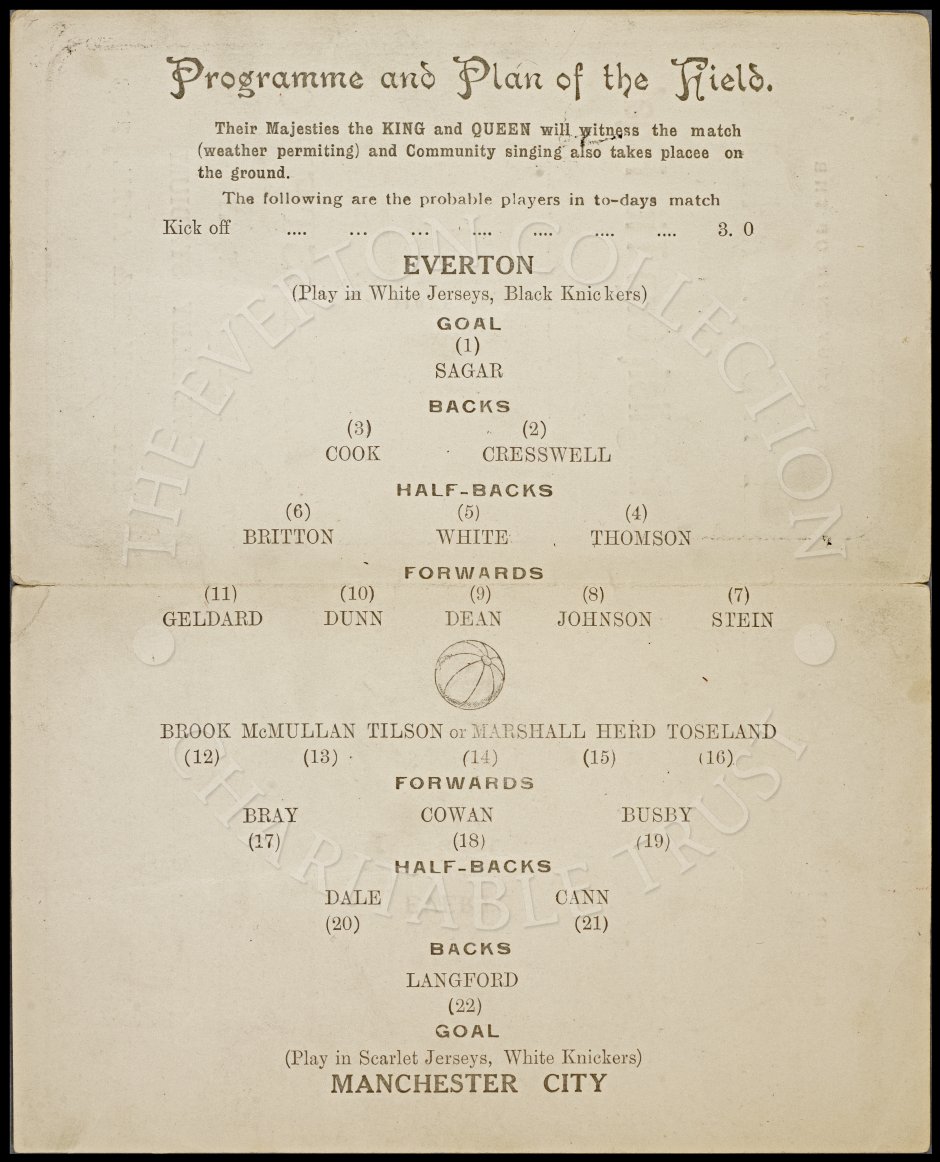 Programme and Plan of the Field.
Their Majesties the KING and QUEEN will witness the match
(weather permiting) and Community singing also takes placee on
the ground.
The following are the probable players in to-days match
Kick off .... ... ... .... .... .... .... 3. 0
EVERTON
(Play in White Jerseys, Black Knickers)
GOAL
(1)
SAGAR
BACKS
(3) (2)
COOK CRESSWELL
HALF-BACKS
(6) (5) (4)
BRITTON WHITE THOMSON
FORWARDS
(11) (10) (9) (8) (7)
GELDARD DUNN DEAN JOHNSON STEIN
BROOK McMULLAN TILSON or MARSHALL HERD TOSELAND
(12) (13) (14) (15) (16)
FORWARDS
BRAY COWAN BUSBY
(17) (18) (19)
HALF-BACKS
DALE CANN
(20) (21)
BACKS
LANGFORD
(22)
GOAL
(Play in Scarlet Jerseys, White Knickers)
MANCHESTER CITY
THE EVERTON COLLECTION
CHARITABLE TRUST